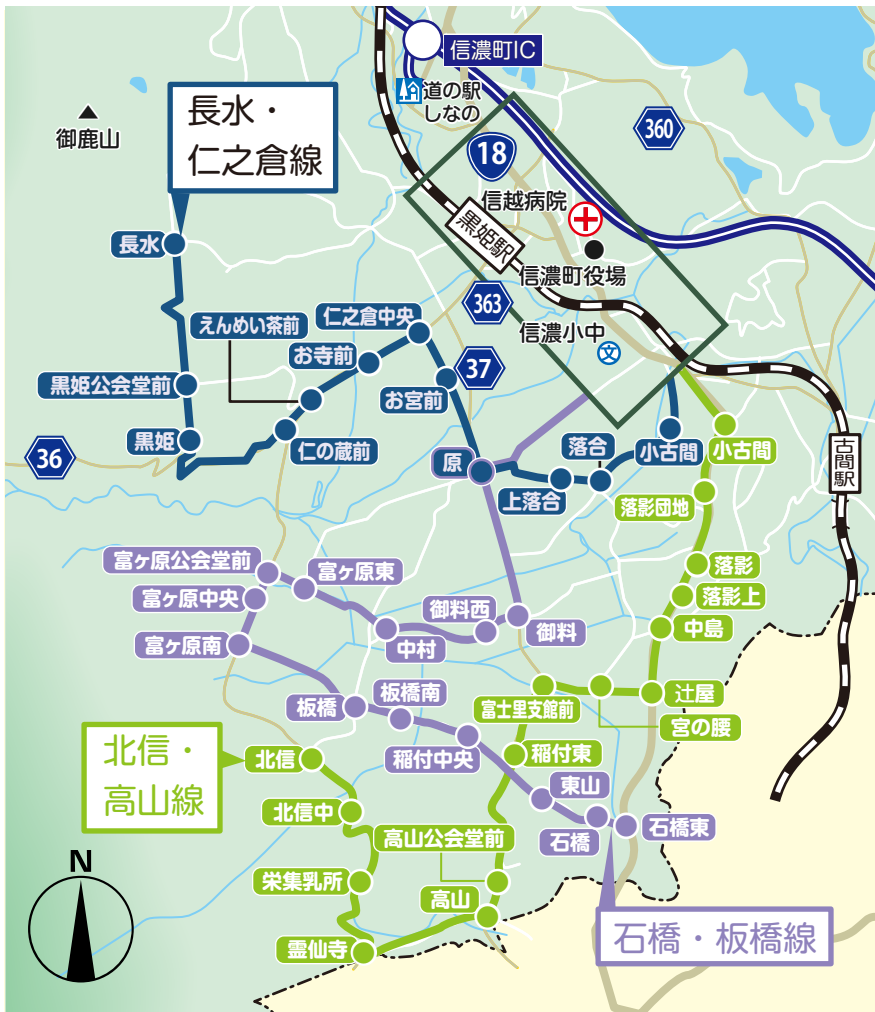 信濃町IC
道の駅
しなの
御鹿山
長水・
仁之倉線
360
18
信越病院
黒姫駅
信濃町役場
長水
363
えんめい茶前
仁之倉中央
信濃小中
文
お寺前
37
黒姫公会堂前
お宮前
黒姫
仁の蔵前
36
原
落合
小古間
小古間
古間駅
上落合
落影団地
富ヶ原公会堂前
富ヶ原東
落影
富ヶ原中央
御料西
落影上
富ヶ原南
中村
御料
中島
板橋
板橋南
富士里支館前
辻屋
宮の腰
北信・
高山線
北信
稲付中央
稲付東
東山
北信中
高山公会堂前
石橋
石橋東
栄集乳所
高山
霊仙寺
石橋・板橋線
N